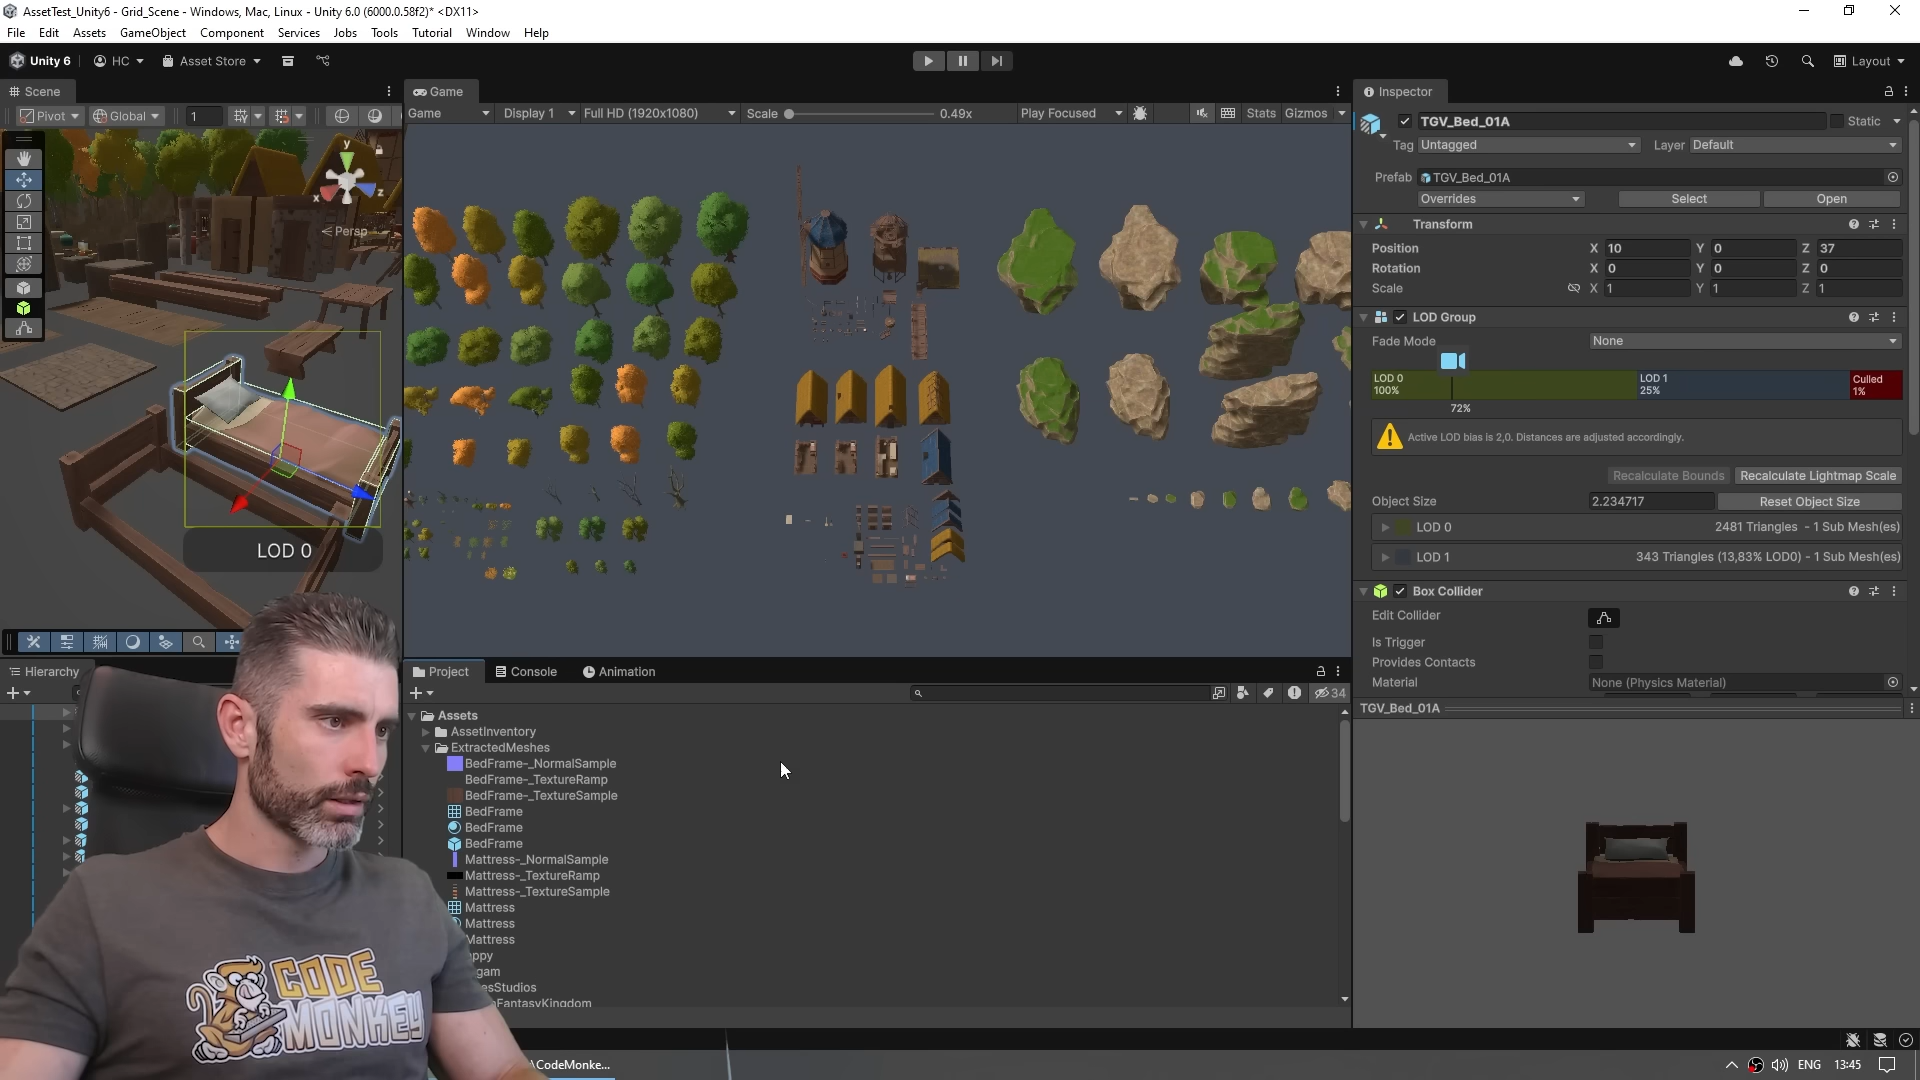 AssetTest_Unity6 - Grid_Scene - Windows, Mac, Linux - Unity 6.0 (6000.0.58f2)* <DX11>
File Edit Assets GameObject Component Services Jobs Tools Tutorial Window Help
Unity 6 HC Asset Store Layout
Scene
Pivot Global 1
y
x z
Persp
LOD 0
Game
Game Display 1 Full HD (1920x1080) Scale 0.49x Play Focused Stats Gizmos
Inspector
TGV_Bed_01A Static
Tag Untagged Layer Default
Prefab TGV_Bed_01A
Overrides Select Open
Transform
Position X 10 Y 0 Z 37
Rotation X 0 Y 0 Z 0
Scale X 1 Y 1 Z 1
LOD Group
Fade Mode None
LOD 0 100% LOD 1 25% Culled 1%
72%
Active LOD bias is 2,0. Distances are adjusted accordingly.
Recalculate Bounds Recalculate Lightmap Scale
Object Size 2.234717 Reset Object Size
LOD 0 2481 Triangles - 1 Sub Mesh(es)
LOD 1 343 Triangles (13,83% LOD0) - 1 Sub Mesh(es)
Box Collider
Edit Collider
Is Trigger
Provides Contacts
Material None (Physics Material)
TGV_Bed_01A
Hierarchy
Project Console Animation
34
Assets
AssetInventory
ExtractedMeshes
BedFrame-_NormalSample
BedFrame-_TextureRamp
BedFrame-_TextureSample
BedFrame
BedFrame
BedFrame
Mattress-_NormalSample
Mattress-_TextureRamp
Mattress-_TextureSample
Mattress
Mattress
Mattress
CODE
MONKEY
\CodeMonke...
ENG 13:45